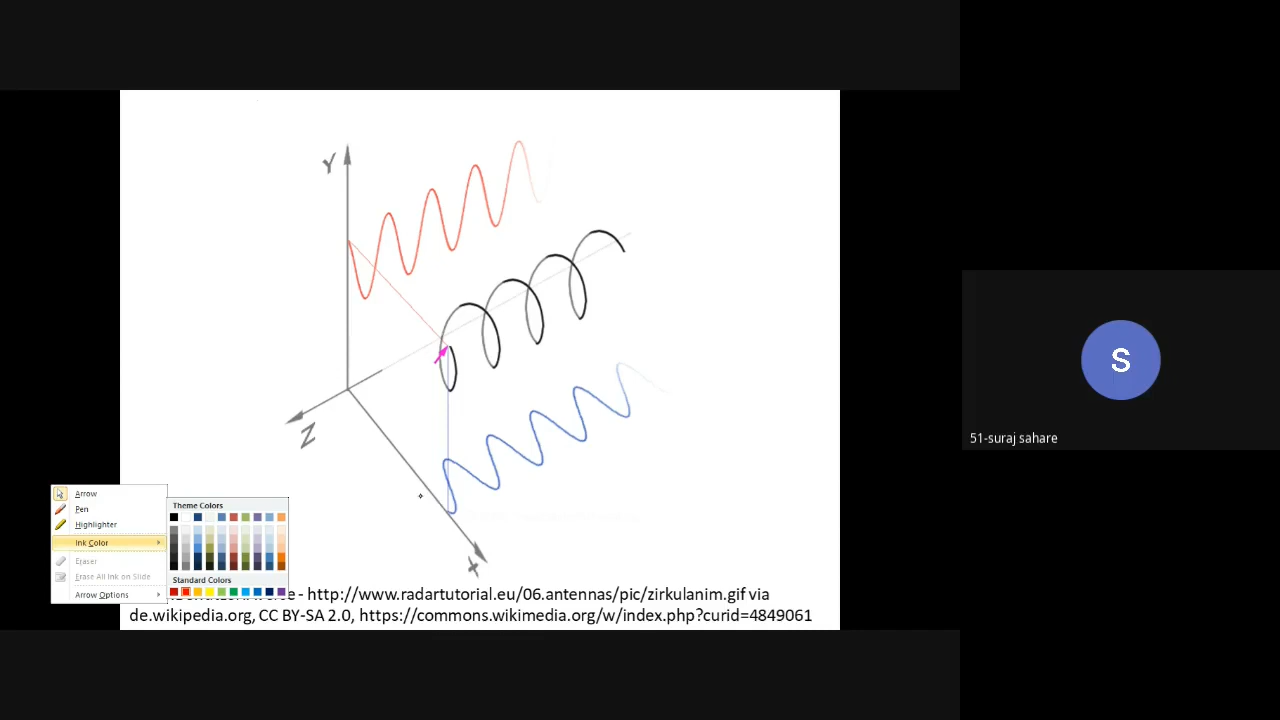 Y
Z
X
S
51-suraj sahare
Arrow
Pen
Highlighter
Ink Color
Eraser
Erase All Ink on Slide
Arrow Options
Theme Colors
Standard Colors
- http://www.radartutorial.eu/06.antennas/pic/zirkulanim.gif via
de.wikipedia.org, CC BY-SA 2.0, https://commons.wikimedia.org/w/index.php?curid=4849061